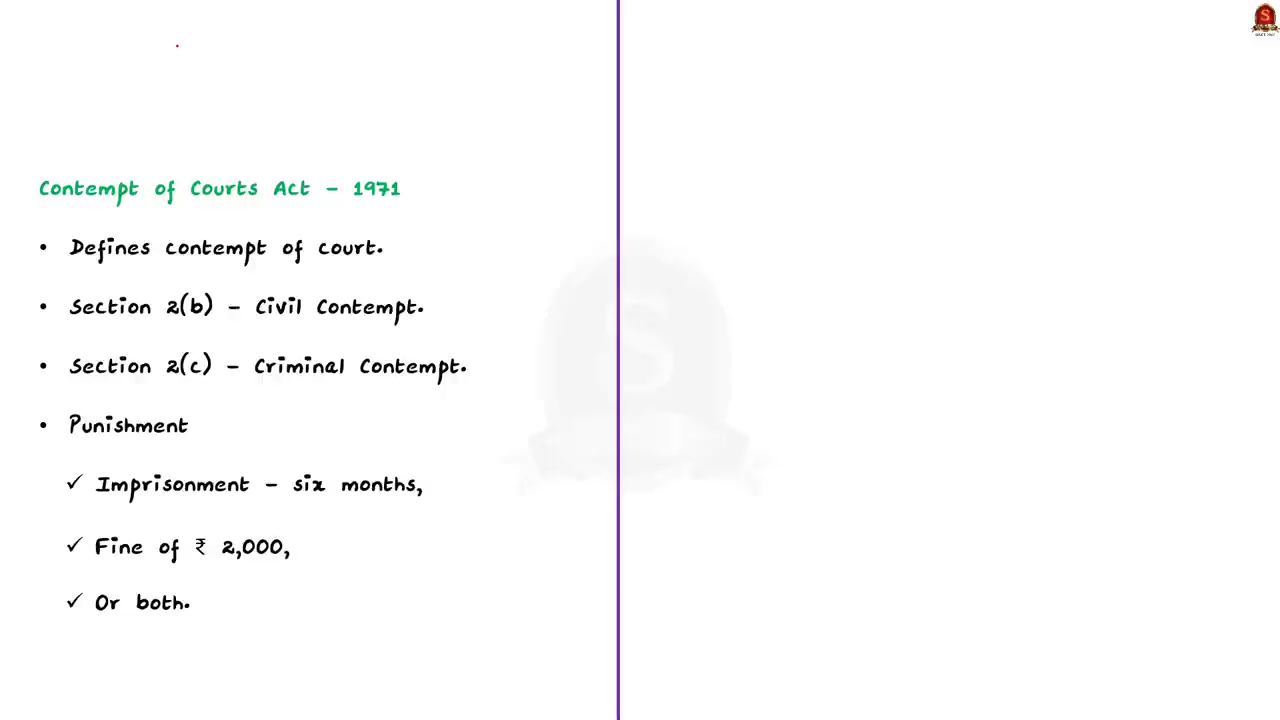 Contempt of Courts Act - 1971
• Defines contempt of court.
• Section 2(b) - Civil Contempt.
• Section 2(c) - Criminal Contempt.
• Punishment
✓ Imprisonment - six months,
✓ Fine of ₹ 2,000,
✓ Or both.
S